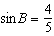 sin B = 4/5